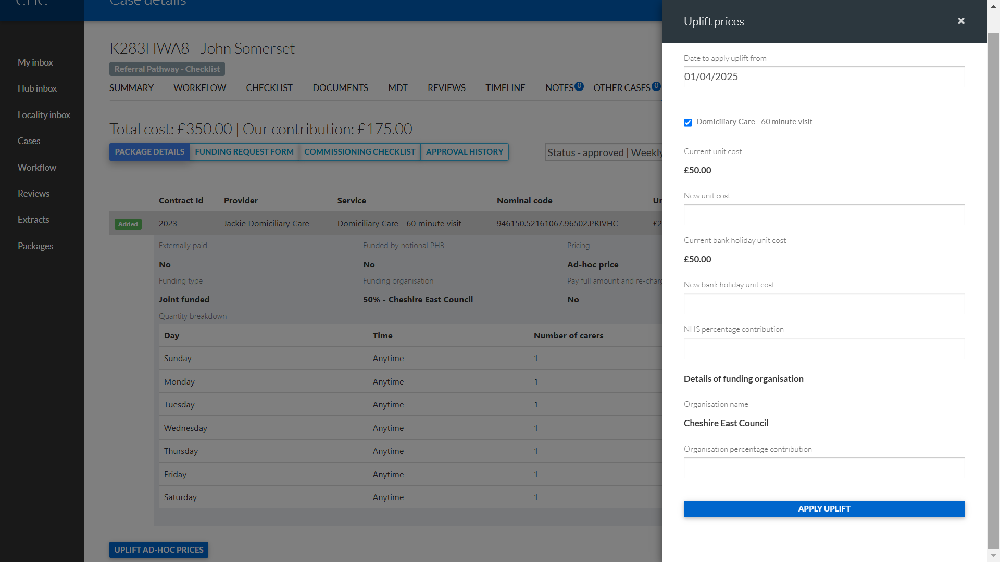 Case details
K283HWA8 - John Somerset
Referral Pathway - Checklist
SUMMARY WORKFLOW CHECKLIST DOCUMENTS MDT REVIEWS TIMELINE NOTES 0 OTHER CASES 0
My inbox
Hub inbox
Locality inbox
Cases
Workflow
Reviews
Extracts
Packages
Total cost: £350.00 | Our contribution: £175.00
PACKAGE DETAILS FUNDING REQUEST FORM COMMISSIONING CHECKLIST APPROVAL HISTORY
Status - approved | Weekly
Contract Id Provider Service Nominal code
Added 2023 Jackie Domiciliary Care Domiciliary Care - 60 minute visit 946150.52161067.96502.PRIVHC
Externally paid Funded by notional PHB Pricing
No No Ad-hoc price
Funding type Funding organisation Pay full amount and re-charg
Joint funded 50% - Cheshire East Council No
Quantity breakdown
Day Time Number of carers
Sunday Anytime 1
Monday Anytime 1
Tuesday Anytime 1
Wednesday Anytime 1
Thursday Anytime 1
Friday Anytime 1
Saturday Anytime 1
UPLIFT AD-HOC PRICES
Uplift prices
Date to apply uplift from
01/04/2025
Domiciliary Care - 60 minute visit
Current unit cost
£50.00
New unit cost
Current bank holiday unit cost
£50.00
New bank holiday unit cost
NHS percentage contribution
Details of funding organisation
Organisation name
Cheshire East Council
Organisation percentage contribution
APPLY UPLIFT